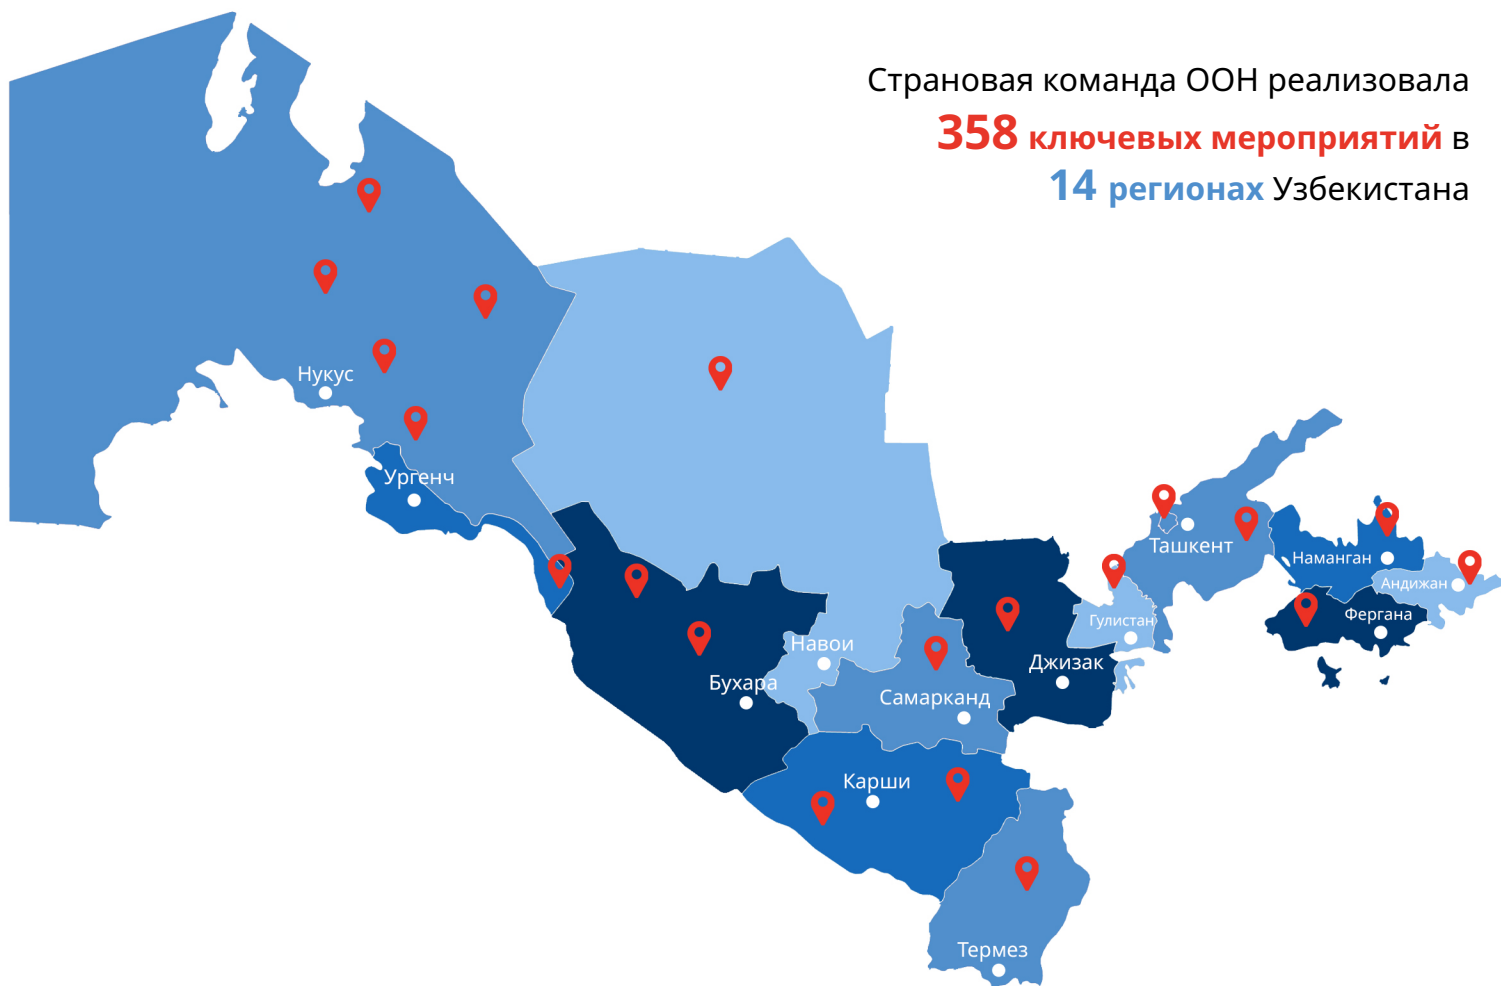 Страновая команда ООН реализовала
358 ключевых мероприятий в
14 регионах Узбекистана
Нукус
Ургенч
Ташкент
Наманган
Андижан
Фергана
Гулистан
Навои
Джизак
Бухара
Самарканд
Карши
Термез